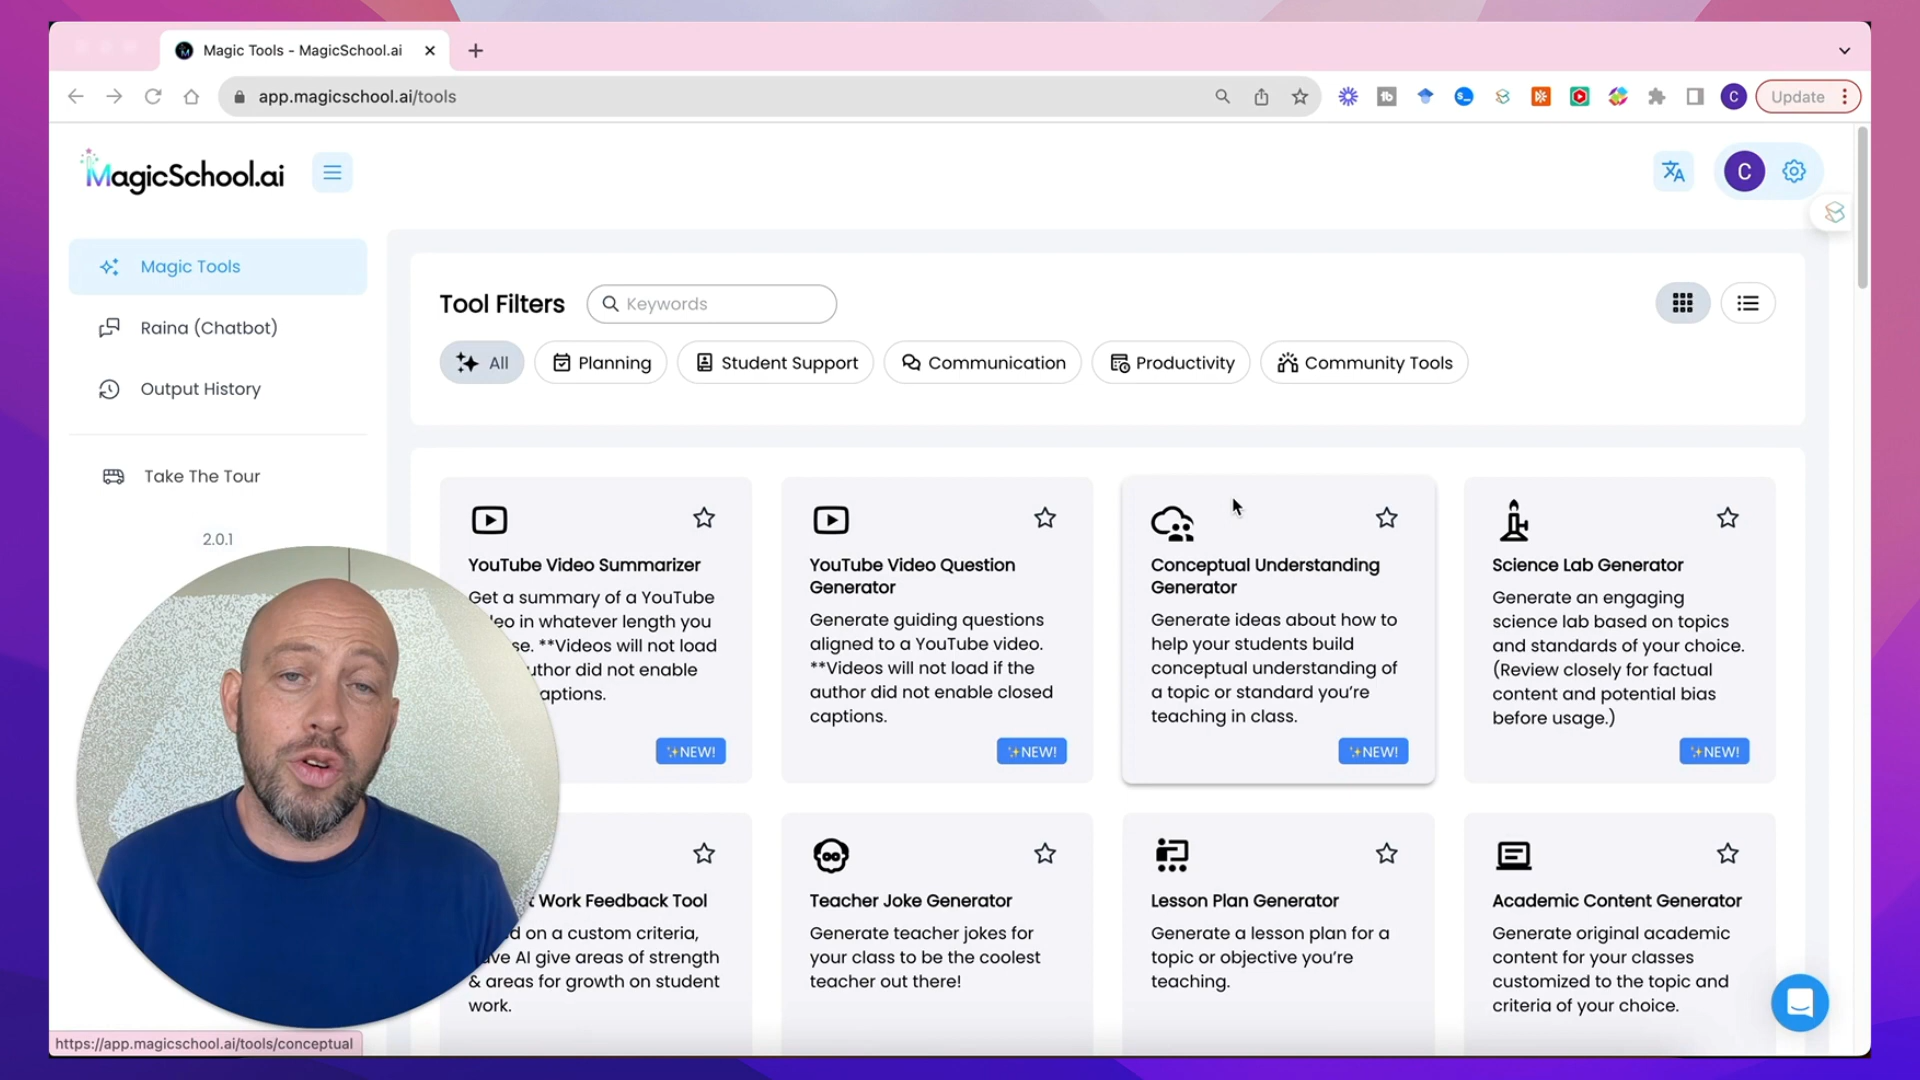 Magic Tools - MagicSchool.ai
app.magicschool.ai/tools
C
Update
MagicSchool.ai
C
Magic Tools
Raina (Chatbot)
Output History
Take The Tour
2.0.1
Tool Filters
Keywords
All
Planning
Student Support
Communication
Productivity
Community Tools
YouTube Video Summarizer
Get a summary of a YouTube
in whatever length you
**Videos will not load
did not enable
NEW!
YouTube Video Question
Generator
Generate guiding questions
aligned to a YouTube video.
**Videos will not load if the
author did not enable closed
captions.
NEW!
Conceptual Understanding
Generator
Generate ideas about how to
help your students build
conceptual understanding of
a topic or standard you're
teaching in class.
NEW!
Science Lab Generator
Generate an engaging
science lab based on topics
and standards of your choice.
(Review closely for factual
content and potential bias
before usage.)
NEW!
Work Feedback Tool
on a custom criteria,
AI give areas of strength
& areas for growth on student
work.
Teacher Joke Generator
Generate teacher jokes for
your class to be the coolest
teacher out there!
Lesson Plan Generator
Generate a lesson plan for a
topic or objective you're
teaching.
Academic Content Generator
Generate original academic
content for your classes
customized to the topic and
criteria of your choice.
https://app.magicschool.ai/tools/conceptual